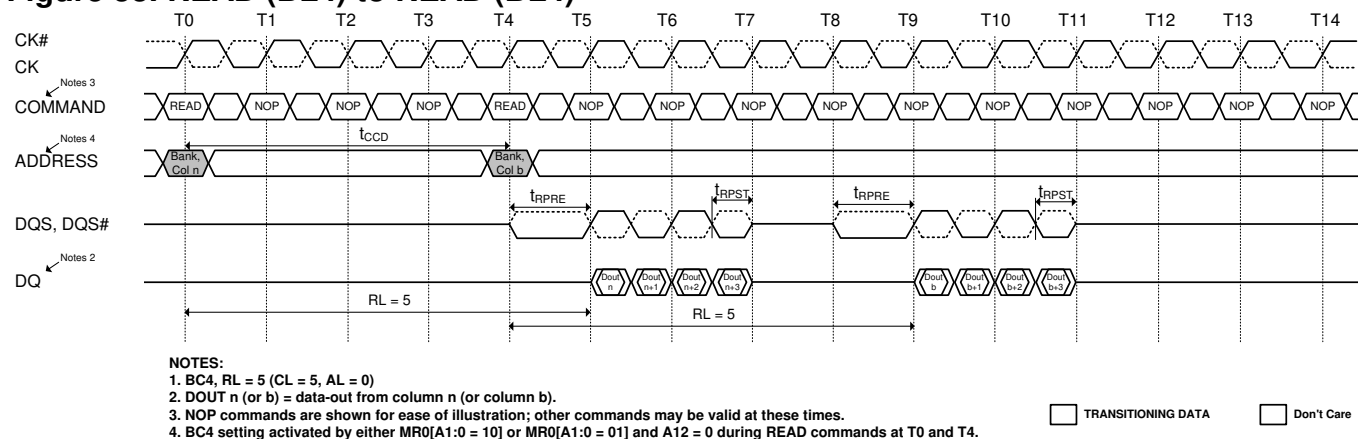 Figure READ to READ
T0 T1 T2 T3 T4 T5 T6 T7 T8 T9 T10 T11 T12 T13 T14
CK#
CK
Notes 3
COMMAND READ NOP NOP NOP READ NOP NOP NOP NOP NOP NOP NOP NOP NOP NOP
tCCD
Notes 4
ADDRESS
Bank,
Col n
Bank,
Col b
tRPRE tRPST tRPRE tRPST
DQS, DQS#
Notes 2
DQ
Dout
n
Dout
n+1
Dout
n+2
Dout
n+3
Dout
b
Dout
b+1
Dout
b+2
Dout
b+3
RL = 5
RL = 5
NOTES:
1. BC4, RL = 5 (CL = 5, AL = 0)
2. DOUT n (or b) = data-out from column n (or column b).
3. NOP commands are shown for ease of illustration; other commands may be valid at these times.
4. BC4 setting activated by either MR0[A1:0 = 10] or MR0[A1:0 = 01] and A12 = 0 during READ commands at T0 and T4.
TRANSITIONING DATA
Don't Care